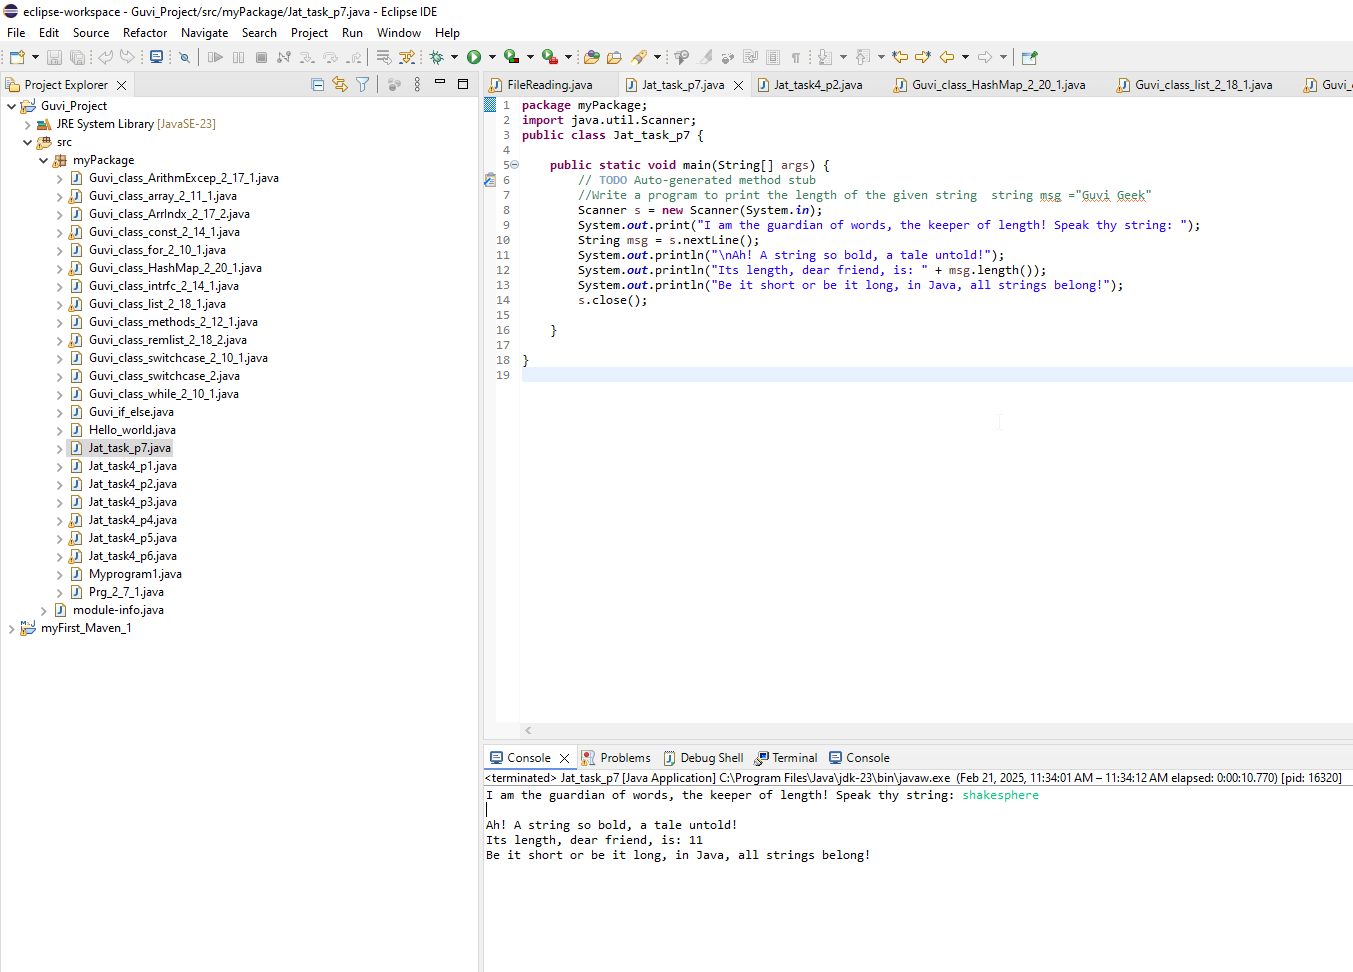 eclipse-workspace - Guvi_Project/src/myPackage/Jat_task_p7.java - Eclipse IDE
File Edit Source Refactor Navigate Search Project Run Window Help
Project Explorer
Guvi_Project
JRE System Library [JavaSE-23]
src
myPackage
Guvi_class_ArithmExcep_2_17_1.java
Guvi_class_array_2_11_1.java
Guvi_class_ArrIndx_2_17_2.java
Guvi_class_const_2_14_1.java
Guvi_class_for_2_10_1.java
Guvi_class_HashMap_2_20_1.java
Guvi_class_intrfc_2_14_1.java
Guvi_class_list_2_18_1.java
Guvi_class_methods_2_12_1.java
Guvi_class_remlist_2_18_2.java
Guvi_class_switchcase_2_10_1.java
Guvi_class_switchcase_2.java
Guvi_class_while_2_10_1.java
Guvi_if_else.java
Hello_world.java
Jat_task_p7.java
Jat_task4_p1.java
Jat_task4_p2.java
Jat_task4_p3.java
Jat_task4_p4.java
Jat_task4_p5.java
Jat_task4_p6.java
Myprogram1.java
Prg_2_7_1.java
module-info.java
myFirst_Maven_1
FileReading.java Jat_task_p7.java Jat_task4_p2.java Guvi_class_HashMap_2_20_1.java Guvi_class_list_2_18_1.java Guvi_
1 package myPackage;
2 import java.util.Scanner;
3 public class Jat_task_p7 {
4
5 public static void main(String[] args) {
6 // TODO Auto-generated method stub
7 //Write a program to print the length of the given string  string msg ="Guvi Geek"
8 Scanner s = new Scanner(System.in);
9 System.out.print("I am the guardian of words, the keeper of length! Speak thy string: ");
10 String msg = s.nextLine();
11 System.out.println("\nAh! A string so bold, a tale untold!");
12 System.out.println("Its length, dear friend, is: " + msg.length());
13 System.out.println("Be it short or be it long, in Java, all strings belong!");
14 s.close();
15
16 }
17
18 }
19
Console Problems Debug Shell Terminal Console
<terminated> Jat_task_p7 [Java Application] C:\Program Files\Java\jdk-23\bin\javaw.exe (Feb 21, 2025, 11:34:01 AM – 11:34:12 AM elapsed: 0:00:10.770) [pid: 16320]
I am the guardian of words, the keeper of length! Speak thy string: shakesphere
Ah! A string so bold, a tale untold!
Its length, dear friend, is: 11
Be it short or be it long, in Java, all strings belong!